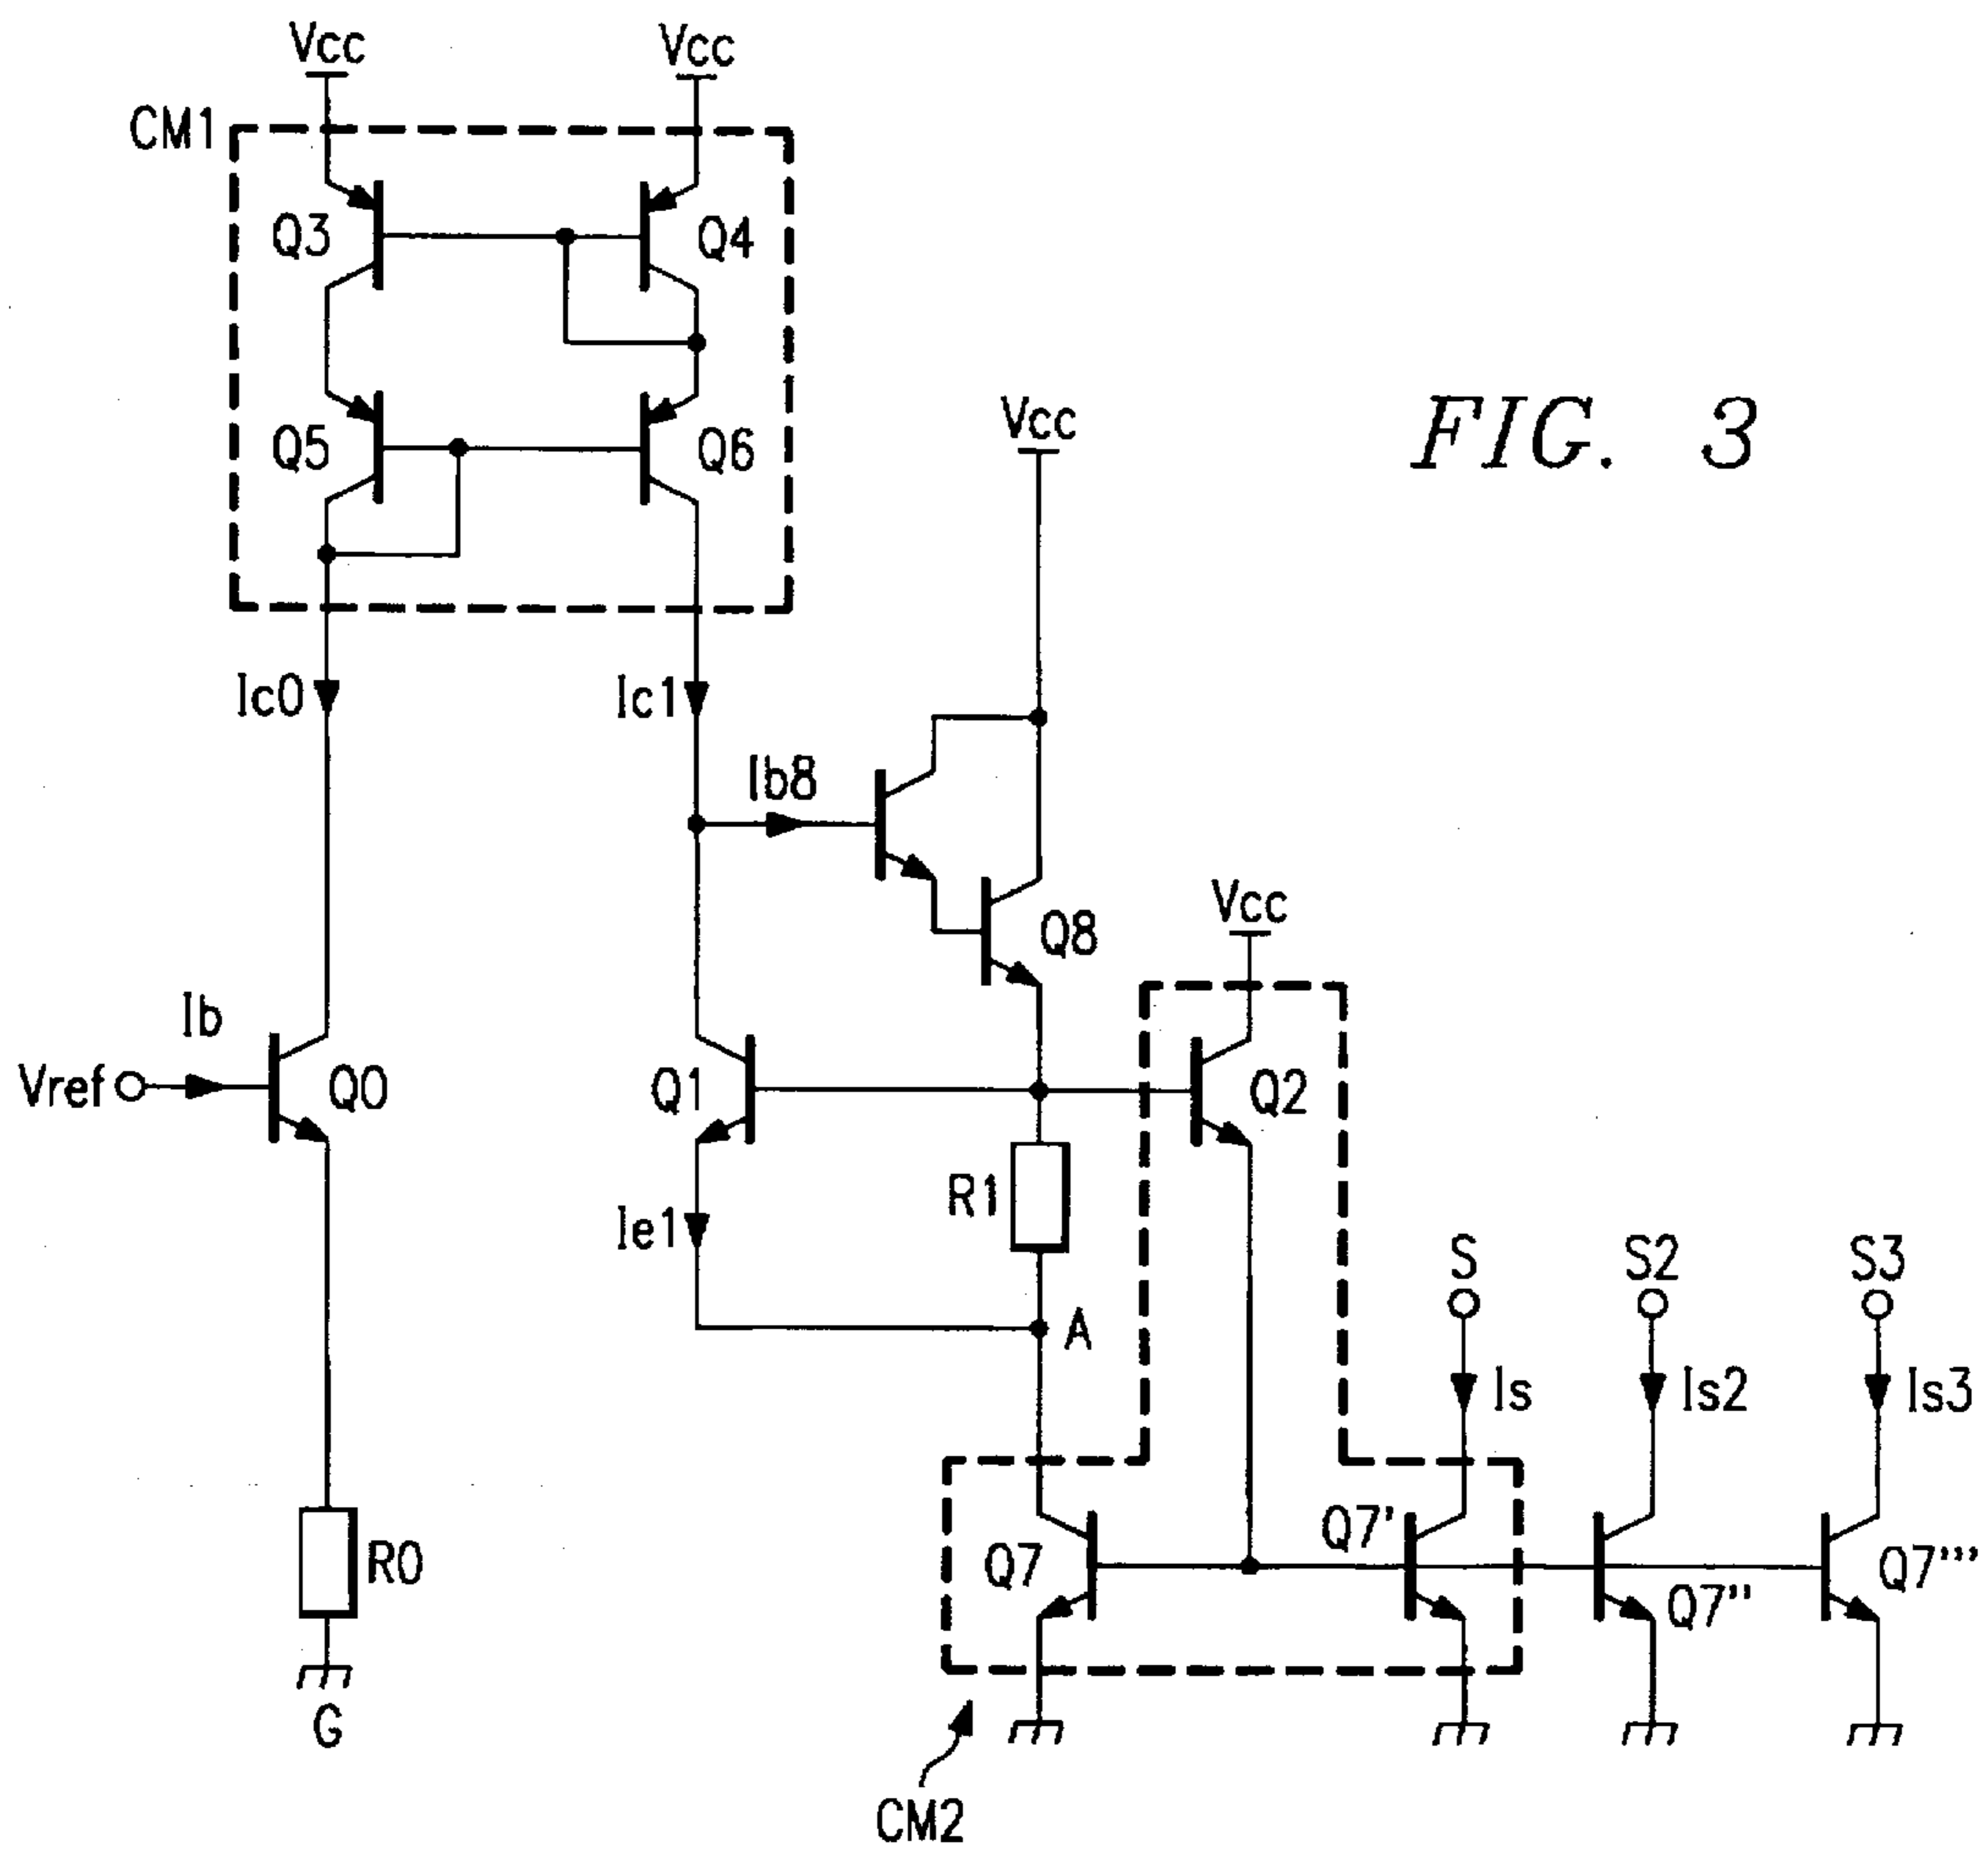 Vcc
Vcc
CM1
Q3
Q4
Q5
Q6
Vcc
FIG. 3
Ic0
Ic1
Ib8
Q8
Vcc
Ib
Vref
Q0
Q1
Q2
R1
Ie1
A
S
S2
S3
Is
Is2
Is3
R0
Q7
Q7'
Q7"
Q7'''
G
CM2